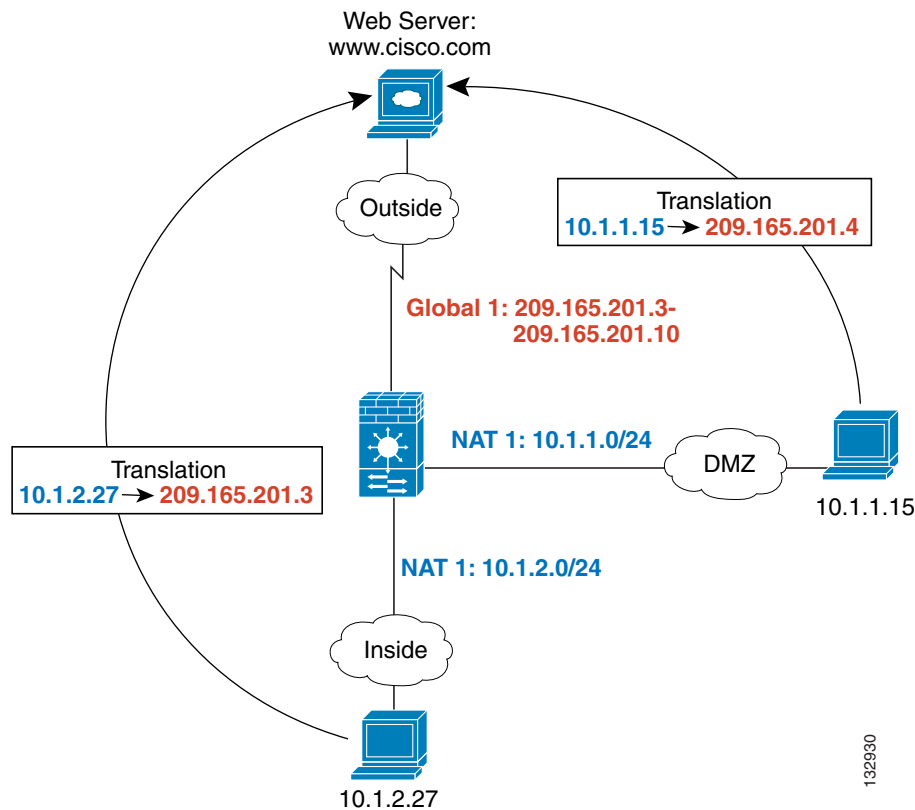 Web Server:
www.cisco.com
Outside
Translation
10.1.1.15 209.165.201.4
Global 1: 209.165.201.3-
209.165.201.10
NAT 1: 10.1.1.0/24
DMZ
10.1.1.15
Translation
10.1.2.27 209.165.201.3
NAT 1: 10.1.2.0/24
Inside
10.1.2.27
132930